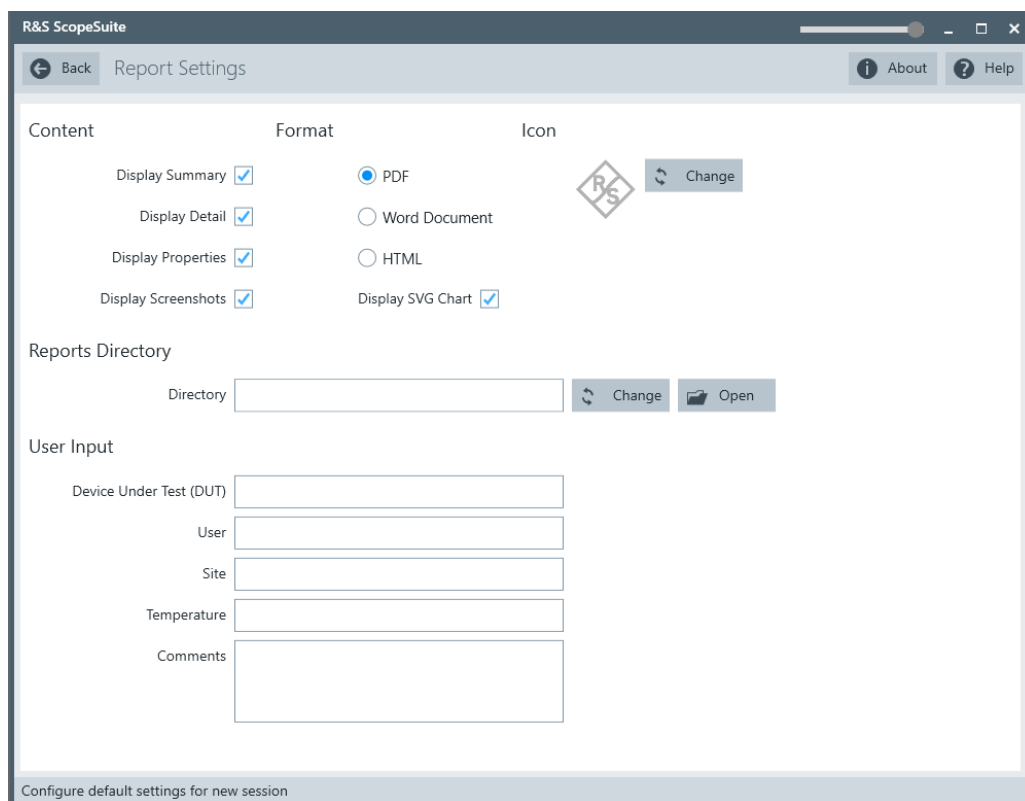 R&S ScopeSuite
Back Report Settings About Help
Content Format Icon
Display Summary PDF R/S Change
Display Detail Word Document
Display Properties HTML
Display Screenshots Display SVG Chart
Reports Directory
Directory Change Open
User Input
Device Under Test (DUT)
User
Site
Temperature
Comments
Configure default settings for new session